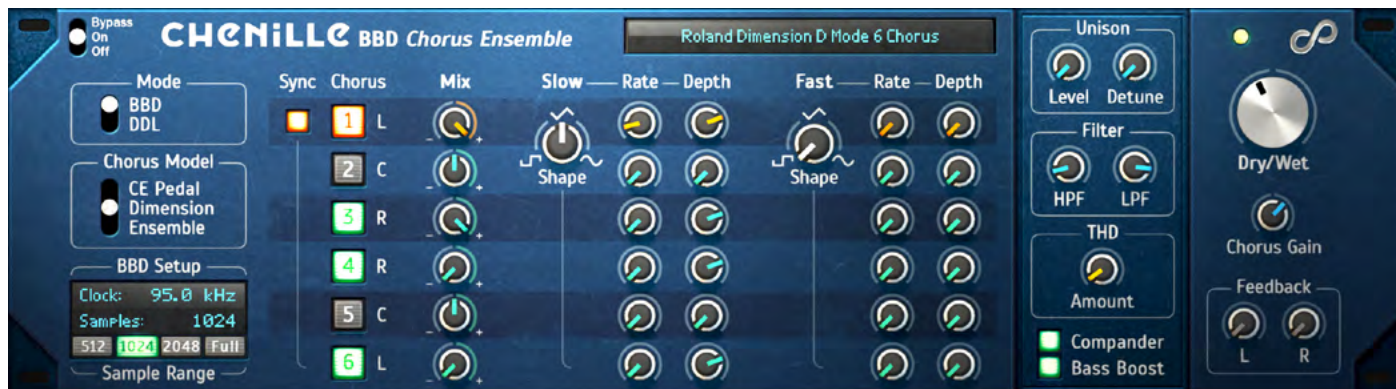 Bypass
On
Off
CHENILLE BBD Chorus Ensemble
Roland Dimension D Mode 6 Chorus
Mode
BBD
DDL
Chorus Model
CE Pedal
Dimension
Ensemble
BBD Setup
Clock: 95.0 kHz
Samples: 1024
512 1024 2048 Full
Sample Range
Sync Chorus Mix Slow Rate Depth Fast Rate Depth
1 L
2 C
3 R
4 R
5 C
6 L
- +
- +
- +
- +
- +
- +
Shape
Shape
Unison
Level Detune
Filter
HPF LPF
THD
Amount
Compander
Bass Boost
Dry/Wet
Chorus Gain
Feedback
L R